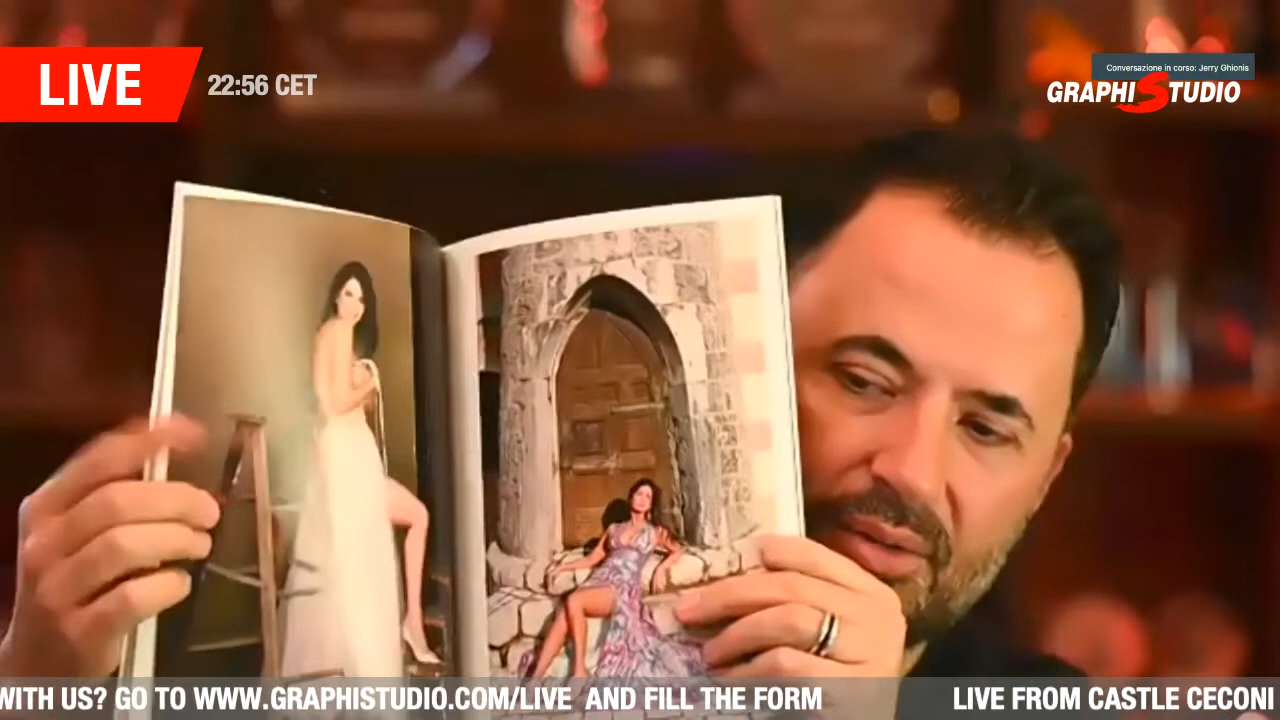 LIVE
22:56 CET
Conversazione in corso: Jerry Ghionis
GRAPHISTUDIO
WITH US? GO TO WWW.GRAPHISTUDIO.COM/LIVE AND FILL THE FORM
LIVE FROM CASTLE CECONI